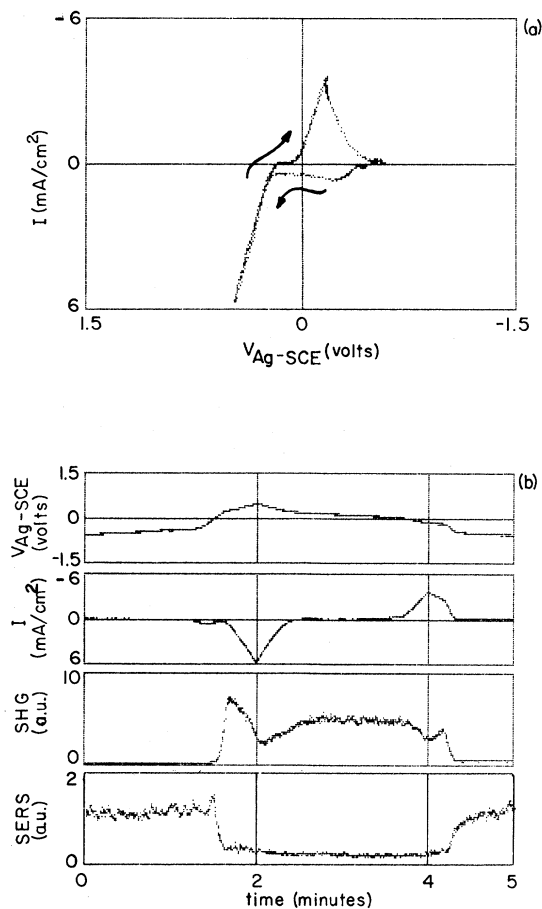 (a)
-6
0
6
I (mA/cm²)
1.5 0 -1.5
VAg-SCE (volts)
(b)
VAg-SCE
(volts)
1.5
0
-1.5
I
(mA/cm²)
-6
0
6
SHG
(a.u.)
10
0
SERS
(a.u.)
2
0
0 2 4 5
time (minutes)